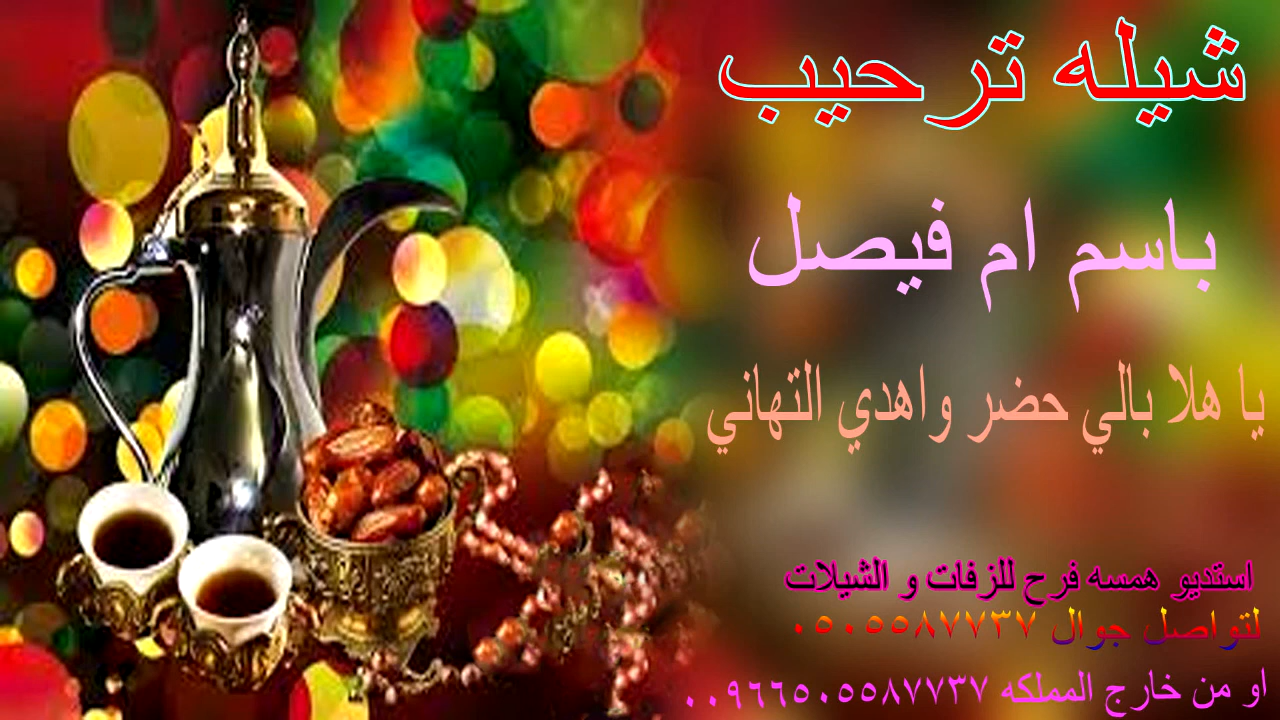 شيله ترحيب
باسم ام فيصل
يا هلا بالي حضر واهدي التهاني
استديو همسه فرح للزفات و الشيلات
لتواصل جوال ٠٥٠٥٥٨٧٧٣٧
او من خارج المملكه ٠٠٩٦٦٥٠٥٥٨٧٧٣٧